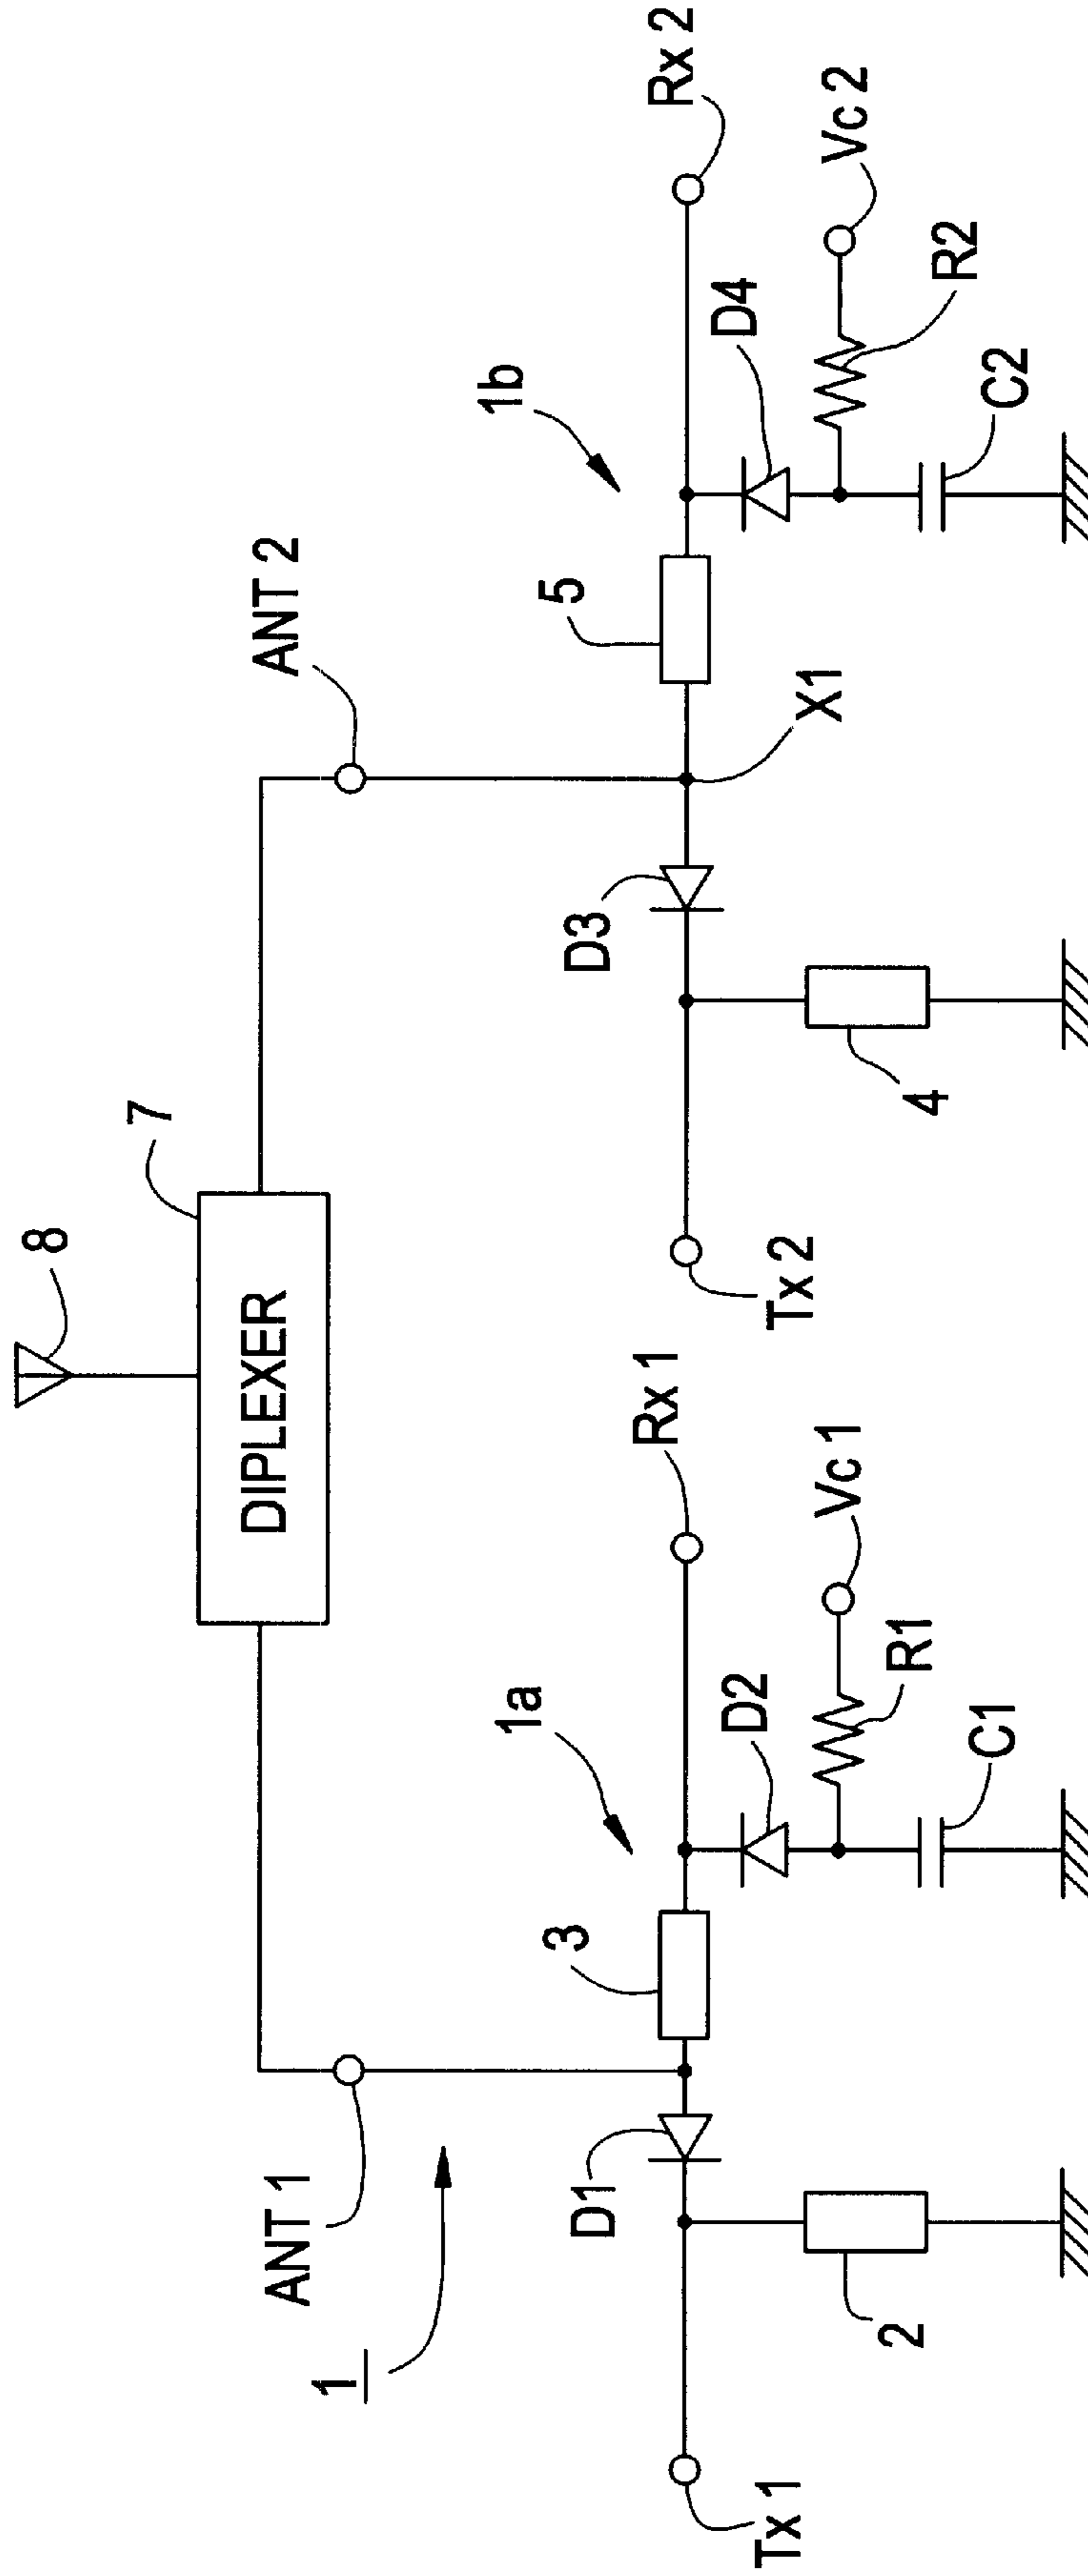 8
7
DIPLEXER
ANT 1
ANT 2
1
1a
1b
D1
3
D3
5
Rx 1
Rx 2
D2
D4
X1
Tx 1
2
R1
Vc 1
C1
Tx 2
4
R2
Vc 2
C2